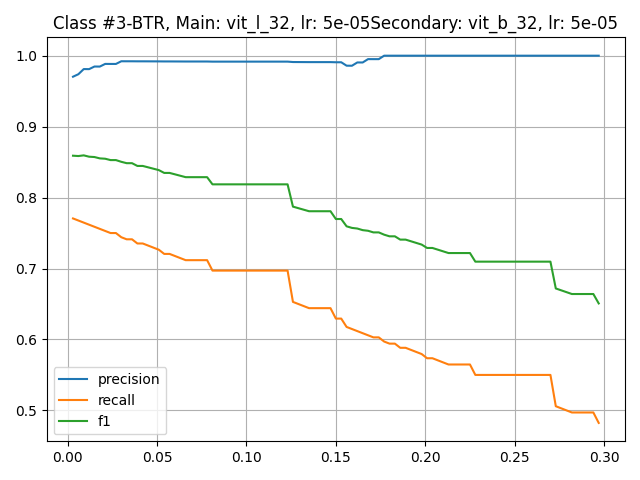 Class #3-BTR, Main: vit_l_32, lr: 5e-05Secondary: vit_b_32, lr: 5e-05
1.0
0.9
0.8
0.7
0.6
0.5
precision
recall
f1
0.00 0.05 0.10 0.15 0.20 0.25 0.30